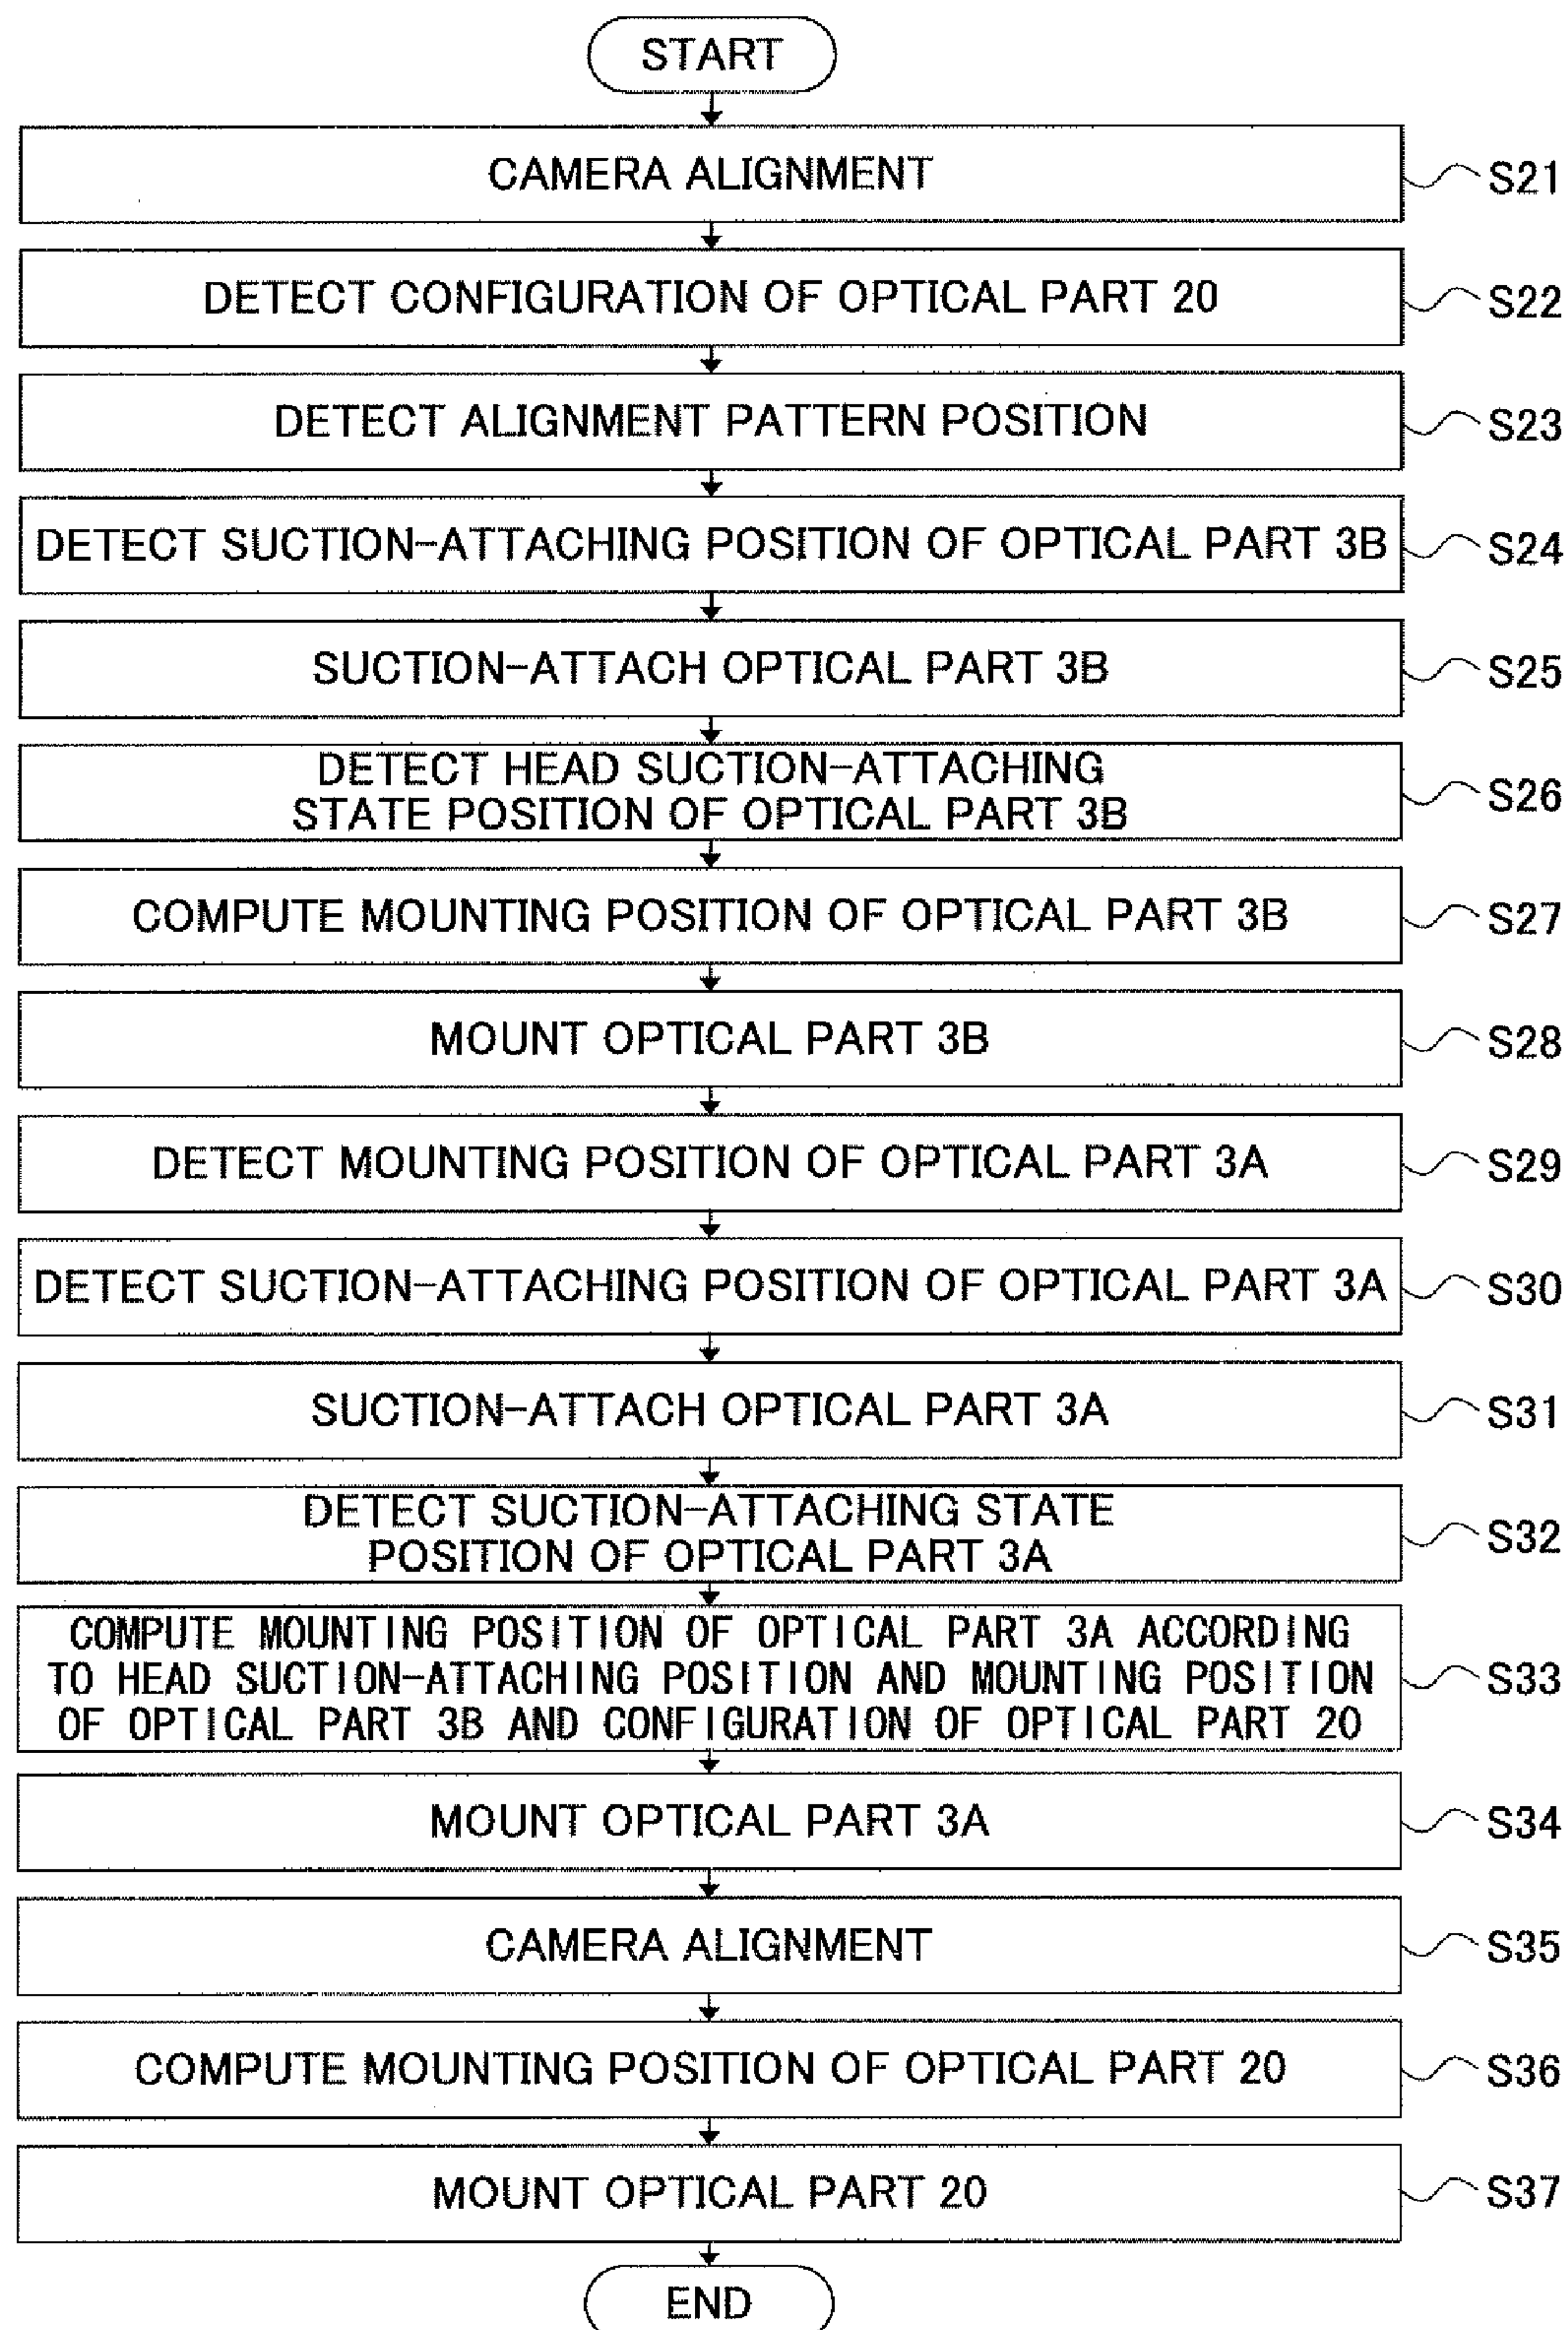 START
CAMERA ALIGNMENT
S21
DETECT CONFIGURATION OF OPTICAL PART 20
S22
DETECT ALIGNMENT PATTERN POSITION
S23
DETECT SUCTION-ATTACHING POSITION OF OPTICAL PART 3B
S24
SUCTION-ATTACH OPTICAL PART 3B
S25
DETECT HEAD SUCTION-ATTACHING
STATE POSITION OF OPTICAL PART 3B
S26
COMPUTE MOUNTING POSITION OF OPTICAL PART 3B
S27
MOUNT OPTICAL PART 3B
S28
DETECT MOUNTING POSITION OF OPTICAL PART 3A
S29
DETECT SUCTION-ATTACHING POSITION OF OPTICAL PART 3A
S30
SUCTION-ATTACH OPTICAL PART 3A
S31
DETECT SUCTION-ATTACHING STATE
POSITION OF OPTICAL PART 3A
S32
COMPUTE MOUNTING POSITION OF OPTICAL PART 3A ACCORDING
TO HEAD SUCTION-ATTACHING POSITION AND MOUNTING POSITION
OF OPTICAL PART 3B AND CONFIGURATION OF OPTICAL PART 20
S33
MOUNT OPTICAL PART 3A
S34
CAMERA ALIGNMENT
S35
COMPUTE MOUNTING POSITION OF OPTICAL PART 20
S36
MOUNT OPTICAL PART 20
S37
END